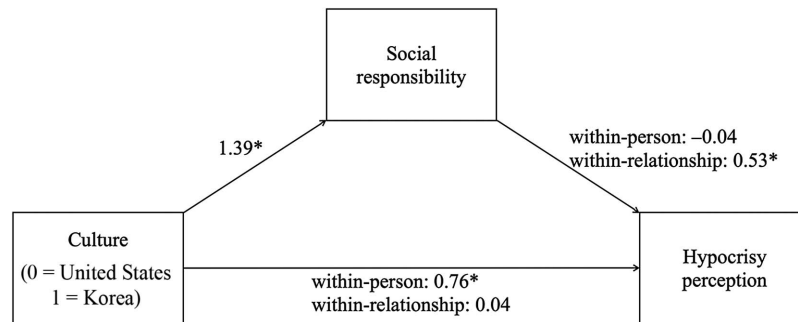 Social
responsibility
1.39*
within-person: –0.04
within-relationship: 0.53*
Culture
(0 = United States
1 = Korea)
within-person: 0.76*
within-relationship: 0.04
Hypocrisy
perception